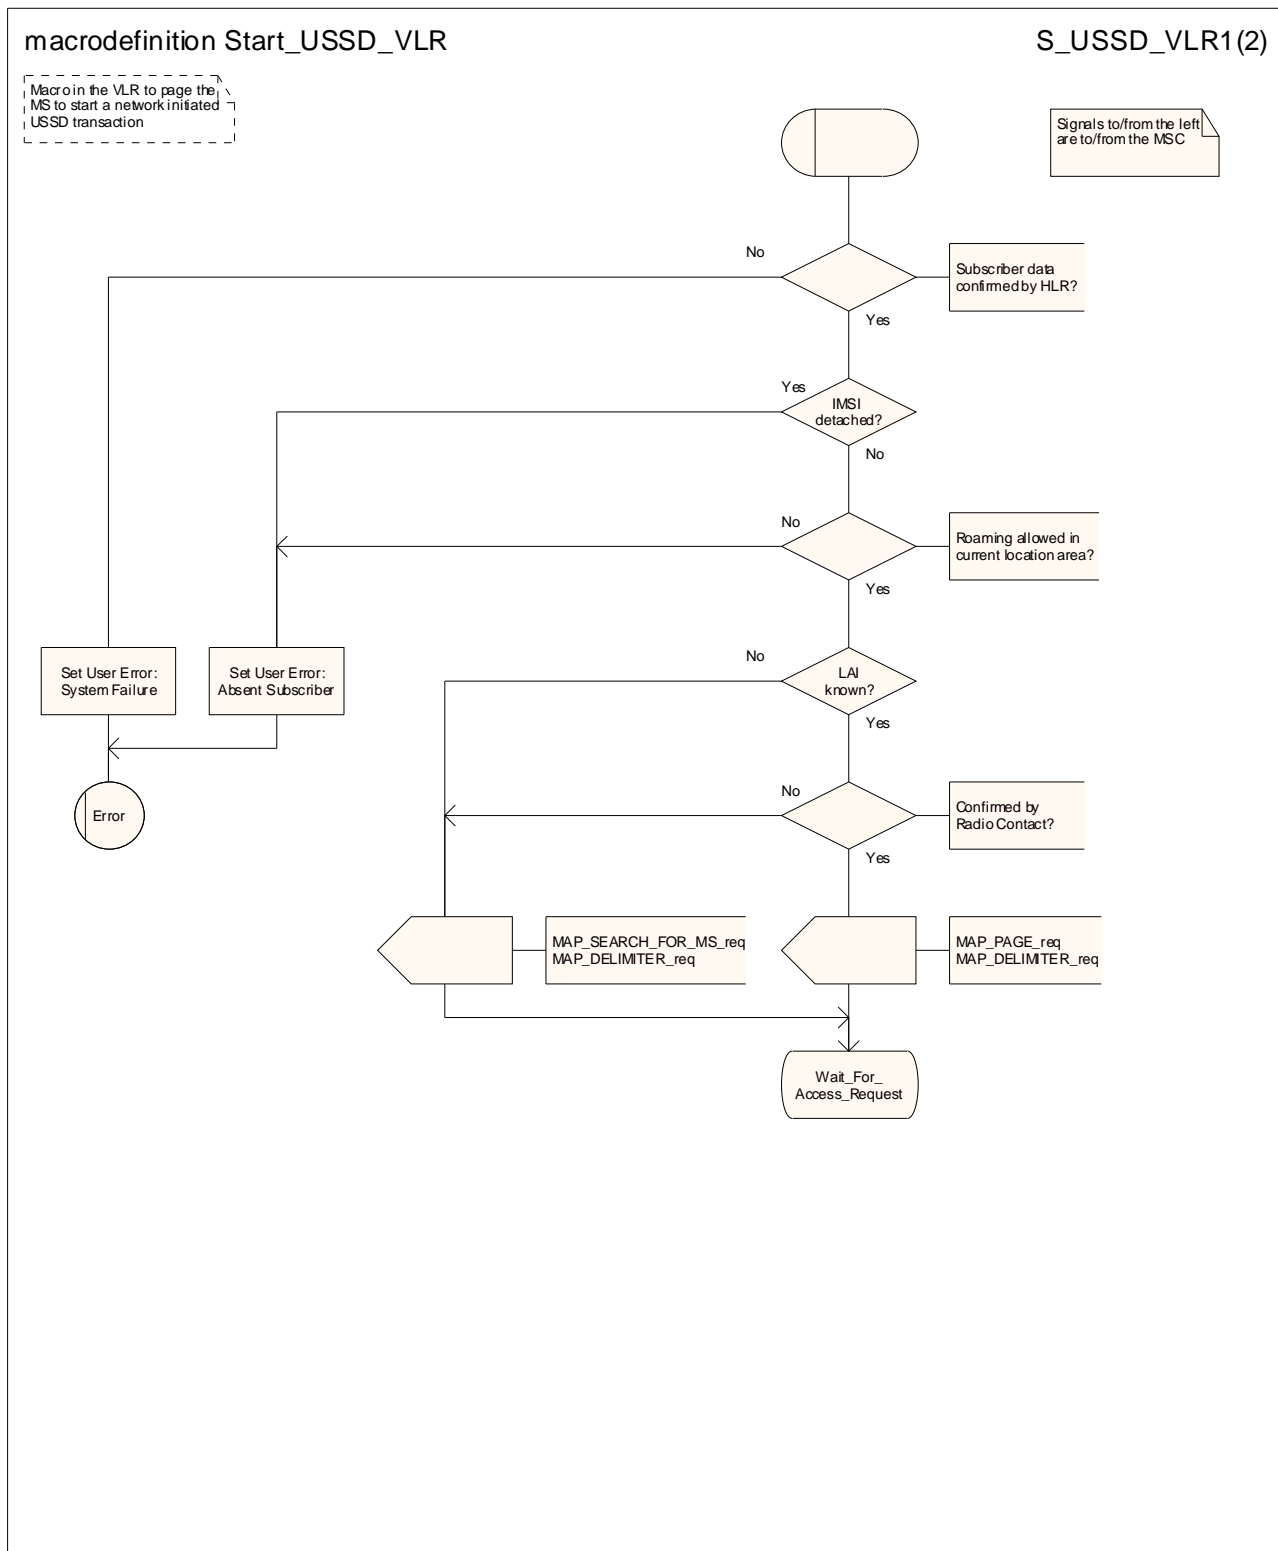 macrodefinition Start_USSD_VLR
S_USSD_VLR1(2)
Macro in the VLR to page the
MS to start a network initiated
USSD transaction
Signals to/from the left
are to/from the MSC
No
Subscriber data
confirmed by HLR?
Yes
Yes
IMSI
detached?
No
No
Roaming allowed in
current location area?
Yes
Set User Error:
System Failure
Set User Error:
Absent Subscriber
No
LAI
known?
Yes
No
Confirmed by
Radio Contact?
Error
Yes
MAP_SEARCH_FOR_MS_req
MAP_DELIMITER_req
MAP_PAGE_req
MAP_DELIMITER_req
Wait_For_
Access_Request